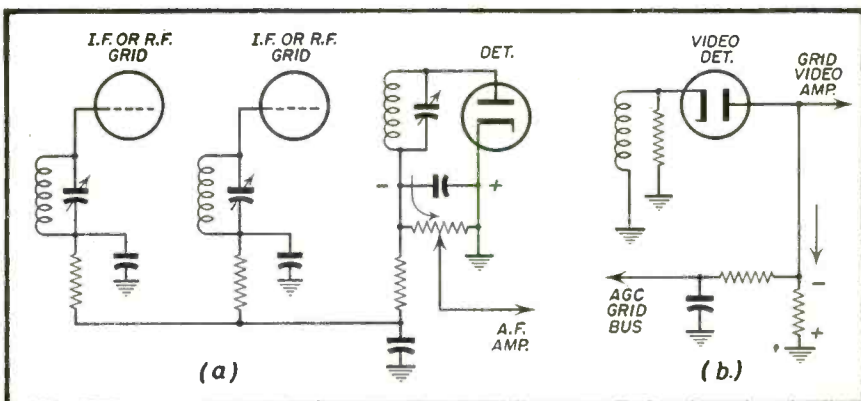 I.F. OR R.F.
GRID
I.F. OR R.F.
GRID
DET.
-
+
A.F.
AMP.
(a)
VIDEO
DET.
GRID
VIDEO
AMP.
-
+
AGC
GRID
BUS
(b.)